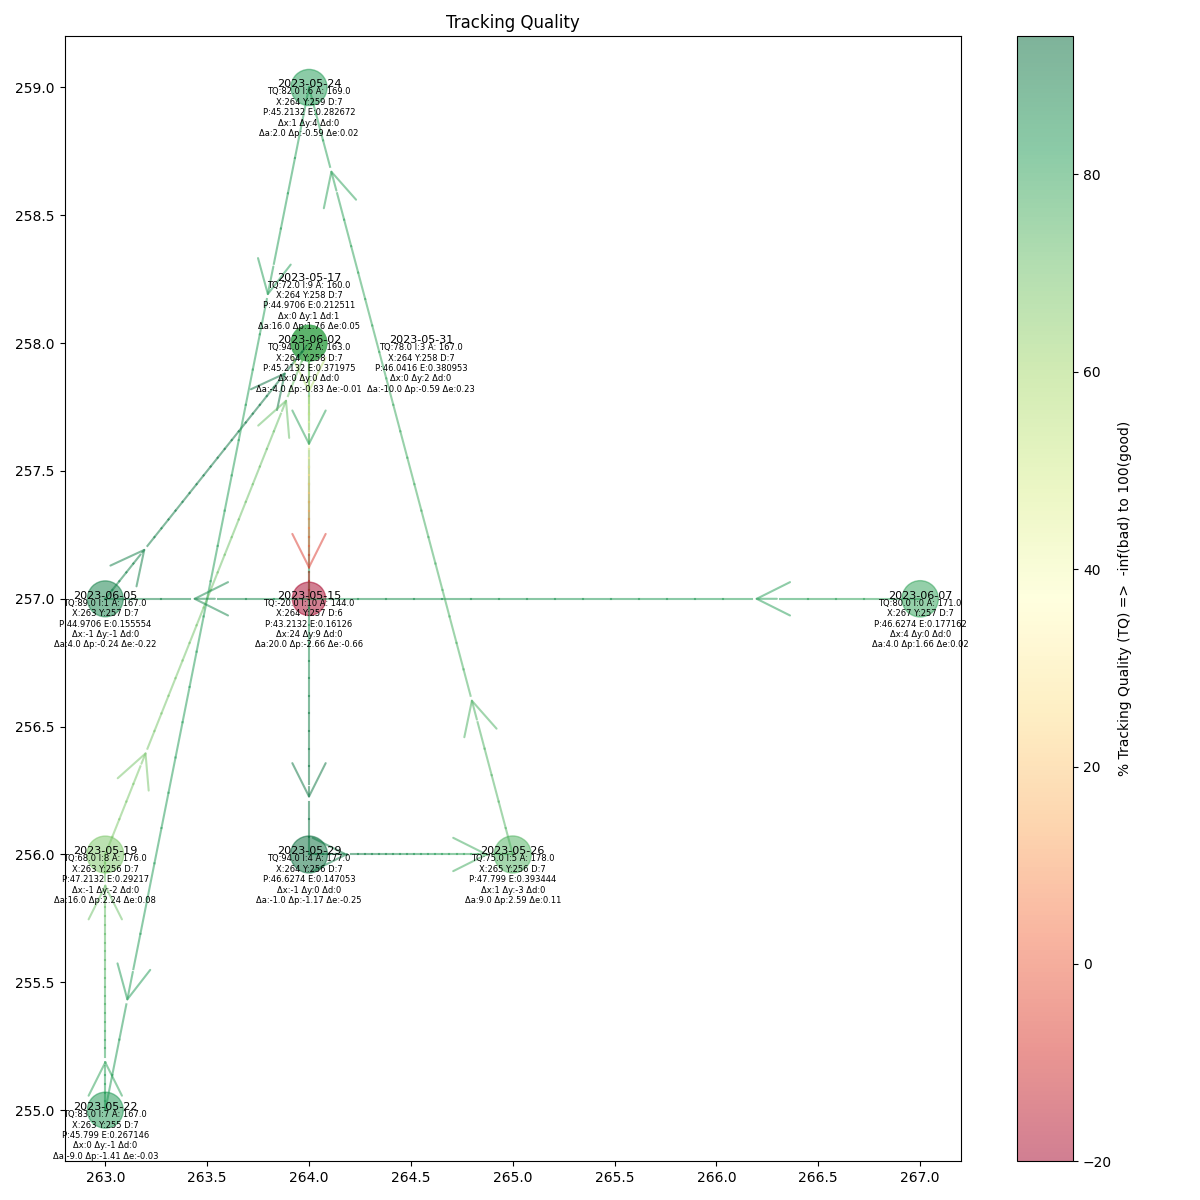 Tracking Quality
259.0
258.5
258.0
257.5
257.0
256.5
256.0
255.5
255.0
2023-05-24
TQ:82.0 I:6 A: 169.0
X:264 Y:259 D:7
P:45.2132 E:0.282672
Δx:1 Δy:4 Δd:0
Δa:2.0 Δp:-0.59 Δe:0.02
2023-05-17
TQ:72.0 I:9 A: 160.0
X:264 Y:258 D:7
P:44.9706 E:0.212511
Δx:0 Δy:1 Δd:1
Δa:16.0 Δp:1.76 Δe:0.05
2023-06-02
TQ:94.0 I:2 A: 163.0
X:264 Y:258 D:7
P:45.2132 E:0.371975
Δx:0 Δy:0 Δd:0
Δa:-4.0 Δp:-0.83 Δe:-0.01
2023-05-31
TQ:78.0 I:3 A: 167.0
X:264 Y:258 D:7
P:46.0416 E:0.380953
Δx:0 Δy:2 Δd:0
Δa:-10.0 Δp:-0.59 Δe:0.23
2023-06-05
TQ:89.0 I:1 A: 167.0
X:263 Y:257 D:7
P:44.9706 E:0.155554
Δx:-1 Δy:-1 Δd:0
Δa:4.0 Δp:-0.24 Δe:-0.22
2023-05-15
TQ:-20.0 I:10 A: 144.0
X:264 Y:257 D:6
P:43.2132 E:0.16126
Δx:24 Δy:9 Δd:0
Δa:20.0 Δp:-2.66 Δe:-0.66
2023-06-07
TQ:80.0 I:0 A: 171.0
X:267 Y:257 D:7
P:46.6274 E:0.177162
Δx:4 Δy:0 Δd:0
Δa:4.0 Δp:1.66 Δe:0.02
2023-05-19
TQ:68.0 I:8 A: 176.0
X:263 Y:256 D:7
P:47.2132 E:0.29217
Δx:-1 Δy:-2 Δd:0
Δa:16.0 Δp:2.24 Δe:0.08
2023-05-29
TQ:94.0 I:4 A: 177.0
X:264 Y:256 D:7
P:46.6274 E:0.147053
Δx:-1 Δy:0 Δd:0
Δa:-1.0 Δp:-1.17 Δe:-0.25
2023-05-26
TQ:75.0 I:5 A: 178.0
X:265 Y:256 D:7
P:47.799 E:0.393444
Δx:1 Δy:-3 Δd:0
Δa:9.0 Δp:2.59 Δe:0.11
2023-05-22
TQ:83.0 I:7 A: 167.0
X:263 Y:255 D:7
P:45.799 E:0.267146
Δx:0 Δy:-1 Δd:0
Δa:-9.0 Δp:-1.41 Δe:-0.03
263.0 263.5 264.0 264.5 265.0 265.5 266.0 266.5 267.0
80
60
40
20
0
−20
% Tracking Quality (TQ) => -inf(bad) to 100(good)